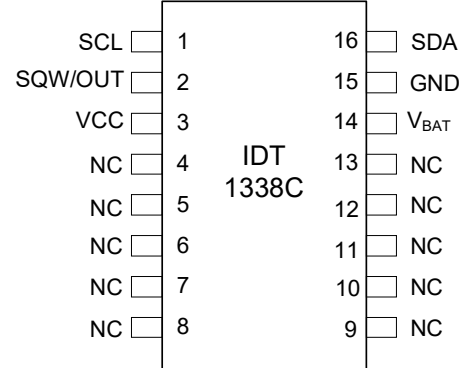 SCL 1 16 SDA
SQW/OUT 2 15 GND
VCC 3 14 VBAT
NC 4 IDT 13 NC
1338C
NC 5 12 NC
NC 6 11 NC
NC 7 10 NC
NC 8 9 NC